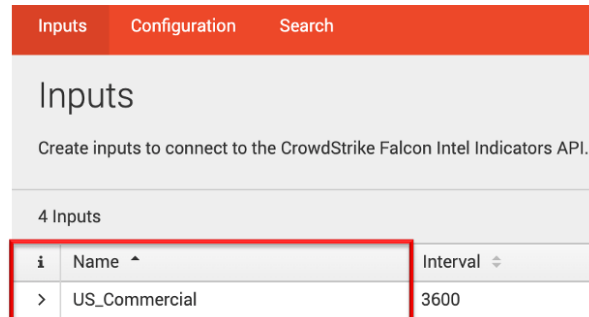 Inputs Configuration Search
Inputs
Create inputs to connect to the CrowdStrike Falcon Intel Indicators API.
4 Inputs
i Name Interval
> US_Commercial 3600